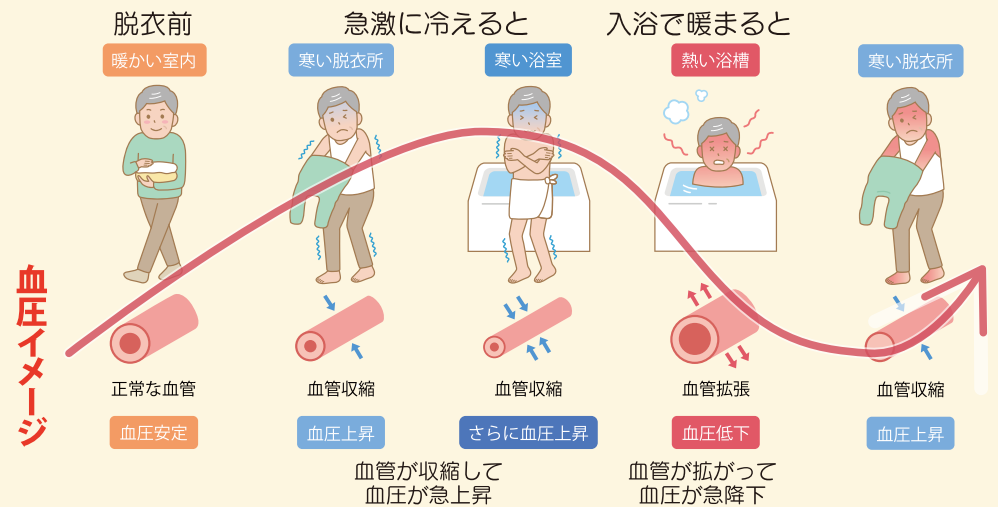 脱衣前
急激に冷えると
入浴で暖まると
暖かい室内
寒い脱衣所
寒い浴室
熱い浴槽
寒い脱衣所
血圧イメージ
正常な血管
血管収縮
血管収縮
血管拡張
血管収縮
血圧安定
血圧上昇
さらに血圧上昇
血圧低下
血圧上昇
血管が収縮して
血圧が急上昇
血管が拡がって
血圧が急降下